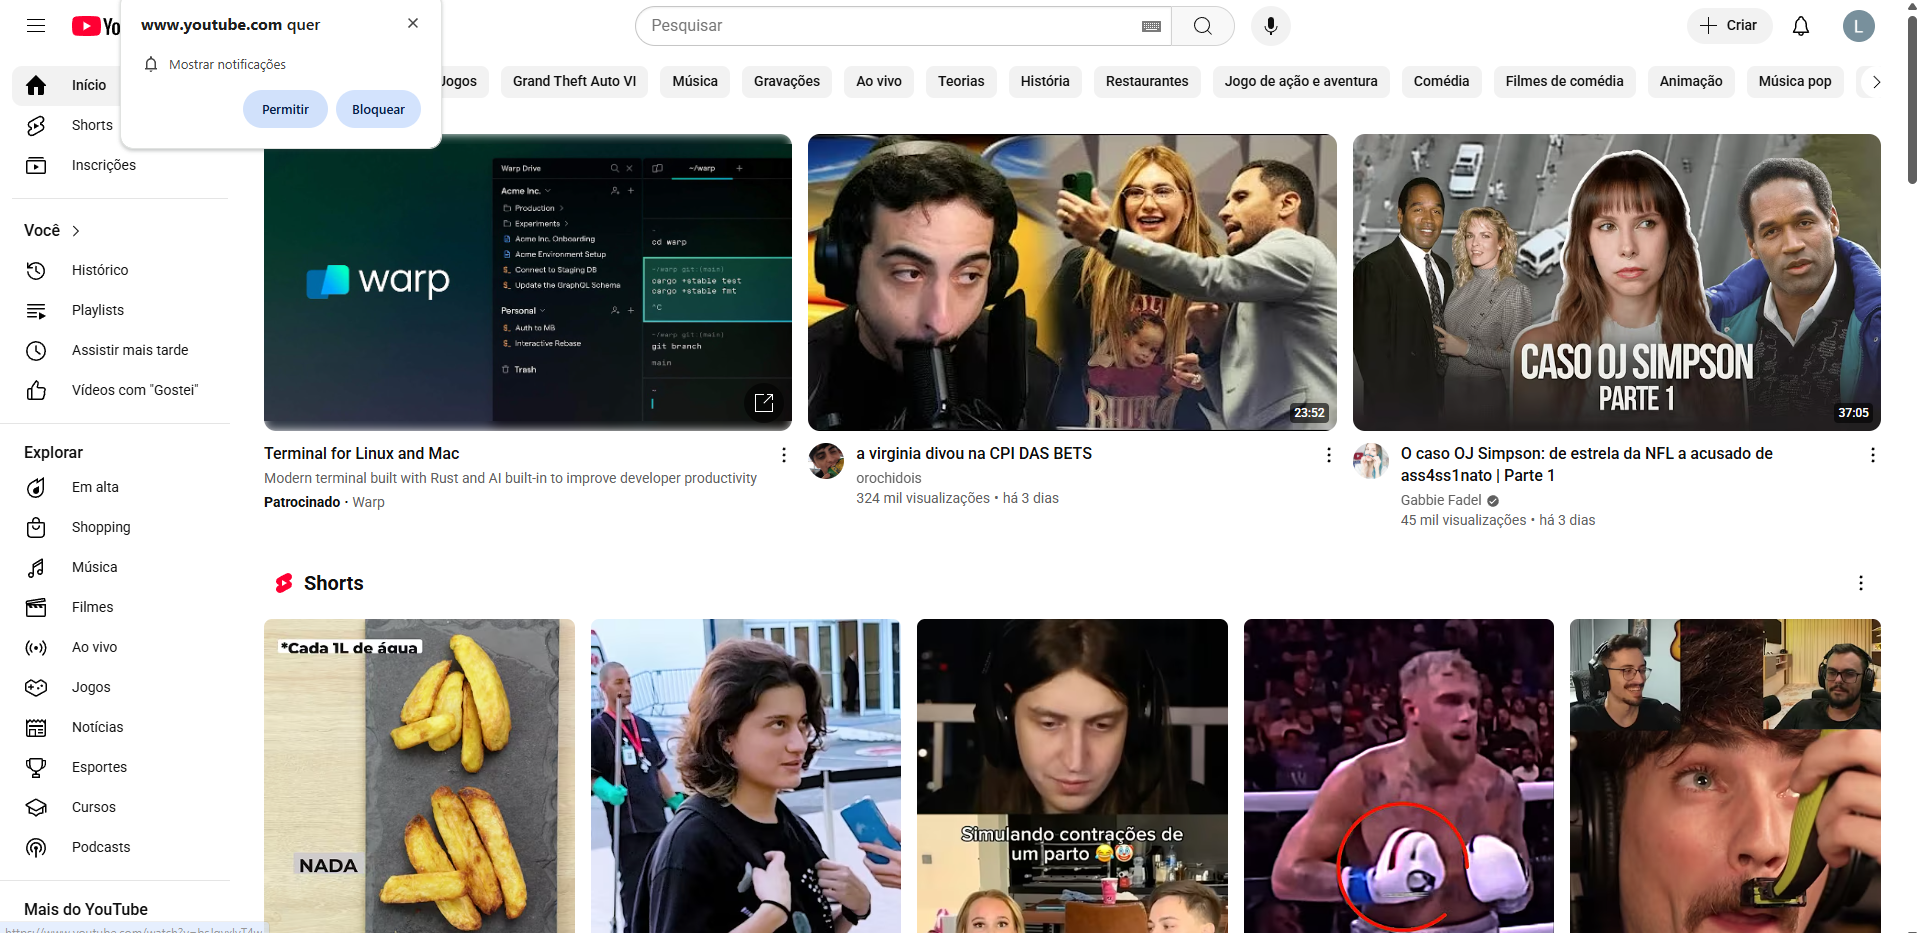 www.youtube.com quer
Mostrar notificações
Permitir
Bloquear
Pesquisar
Criar
L
Jogos
Grand Theft Auto VI
Música
Gravações
Ao vivo
Teorias
História
Restaurantes
Jogo de ação e aventura
Comédia
Filmes de comédia
Animação
Música pop
Início
Shorts
Inscrições
Você
Histórico
Playlists
Assistir mais tarde
Vídeos com "Gostei"
Explorar
Em alta
Shopping
Música
Filmes
Ao vivo
Jogos
Notícias
Esportes
Cursos
Podcasts
Mais do YouTube
warp
Warp Drive
Acme Inc.
Production
Experiments
Acme Inc. Onboarding
Acme Environment Setup
Connect to Staging DB
Update the GraphQL Schema
Personal
Auth to MB
Interactive Rebase
Trash
~/warp
cd warp
~/warp git:(main)
cargo +stable test
cargo +stable fmt
^C
~/warp git:(main)
git branch
main
Terminal for Linux and Mac
Modern terminal built with Rust and AI built-in to improve developer productivity
Patrocinado · Warp
23:52
a virginia divou na CPI DAS BETS
orochidois
324 mil visualizações • há 3 dias
CASO OJ SIMPSON
PARTE 1
37:05
O caso OJ Simpson: de estrela da NFL a acusado de
ass4ss1nato | Parte 1
Gabbie Fadel
45 mil visualizações • há 3 dias
Shorts
*Cada 1L de água
NADA
Simulando contrações de
um parto 😂🤡